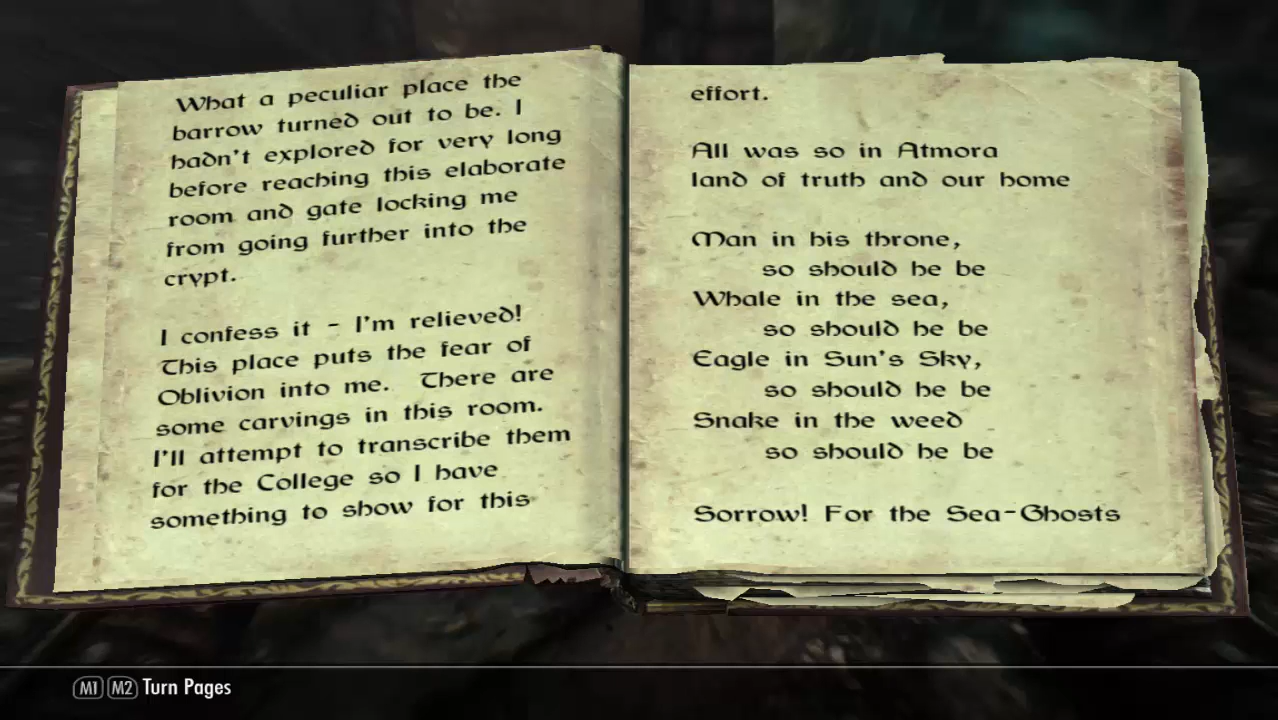 What a peculiar place the
barrow turned out to be. I
hadn't explored for very long
before reaching this elaborate
room and gate locking me
from going further into the
crypt.
I confess it - I'm relieved!
This place puts the fear of
Oblivion into me. There are
some carvings in this room.
I'll attempt to transcribe them
for the College so I have
something to show for this
effort.
All was so in Atmora
land of truth and our home
Man in his throne,
so should he be
Whale in the sea,
so should he be
Eagle in Sun's Sky,
so should he be
Snake in the weed
so should he be
Sorrow! For the Sea-Ghosts
M1 M2 Turn Pages